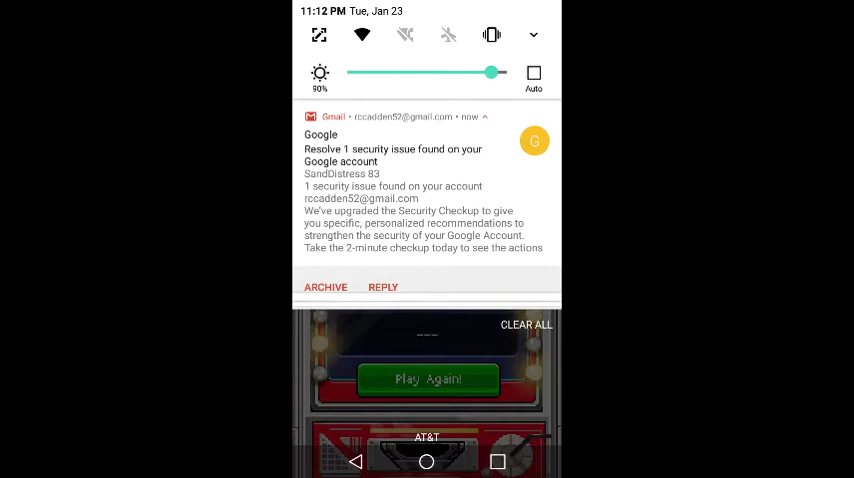 11:12 PM Tue, Jan 23
90%
Auto
Gmail • rccadden52@gmail.com • now
Google
G
Resolve 1 security issue found on your
Google account
SandDistress 83
1 security issue found on your account
rccadden52@gmail.com
We've upgraded the Security Checkup to give
you specific, personalized recommendations to
strengthen the security of your Google Account.
Take the 2-minute checkup today to see the actions
ARCHIVE REPLY
CLEAR ALL
---
Play Again!
AT&T